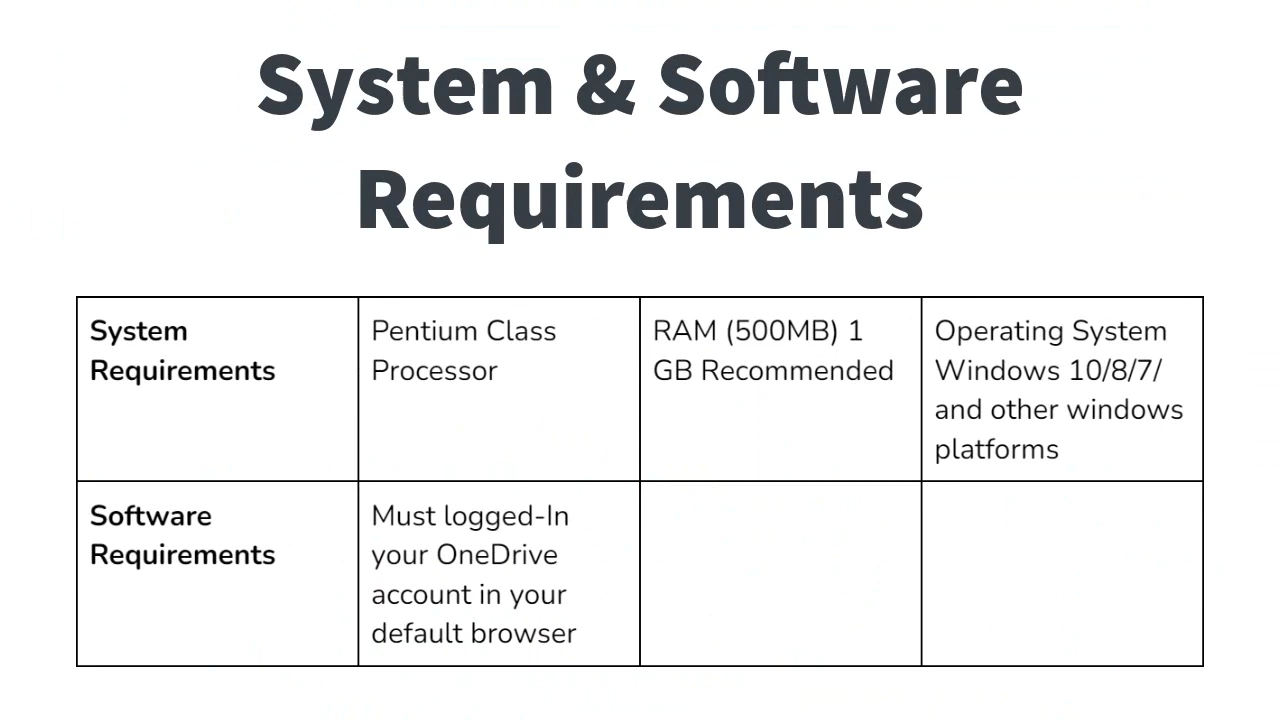 System & Software
Requirements
System
Requirements
Pentium Class
Processor
RAM (500MB) 1
GB Recommended
Operating System
Windows 10/8/7/
and other windows
platforms
Software
Requirements
Must logged-In
your OneDrive
account in your
default browser